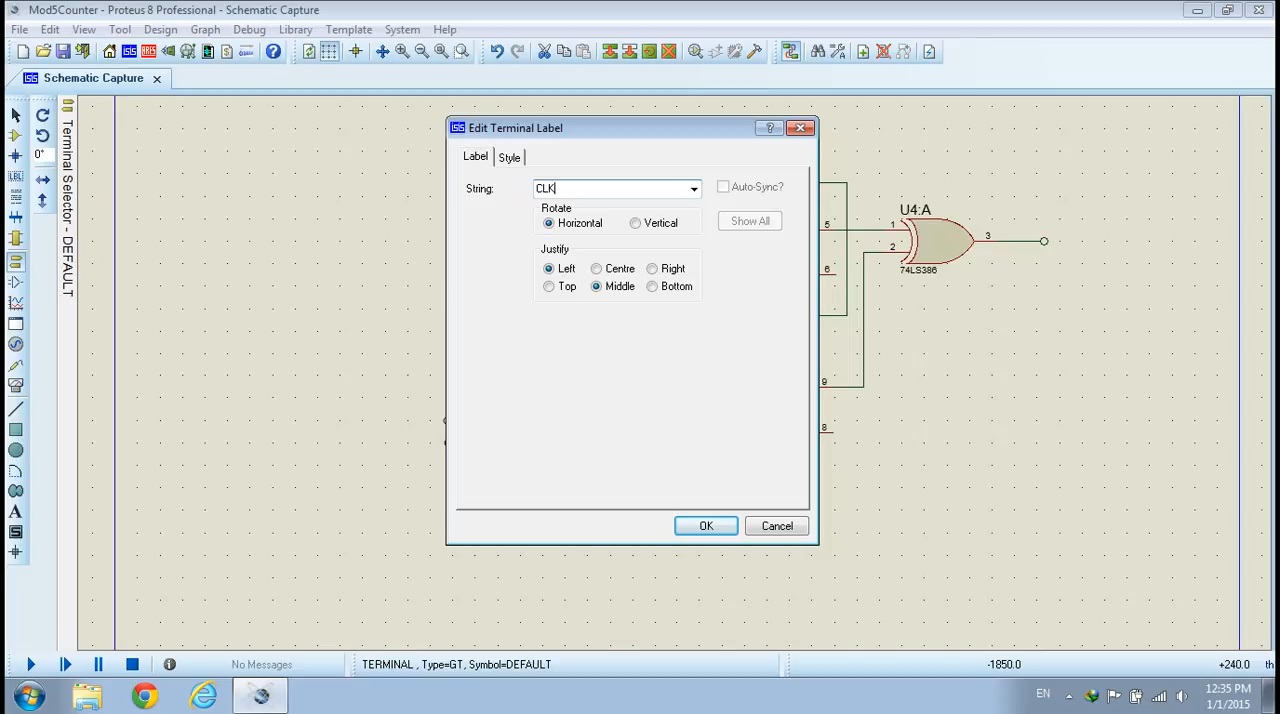 Mod5Counter - Proteus 8 Professional - Schematic Capture
File Edit View Tool Design Graph Debug Library Template System Help
Schematic Capture
Terminal Selector - DEFAULT
0°
LBL
Edit Terminal Label
Label Style
String: CLK Auto-Sync?
Rotate
Horizontal Vertical Show All
Justify
Left Centre Right
Top Middle Bottom
OK Cancel
U4:A
5 1
3
2
6
74LS386
9
8
No Messages TERMINAL , Type=GT, Symbol=DEFAULT -1850.0 +240.0 th
EN 12:35 PM
1/1/2015